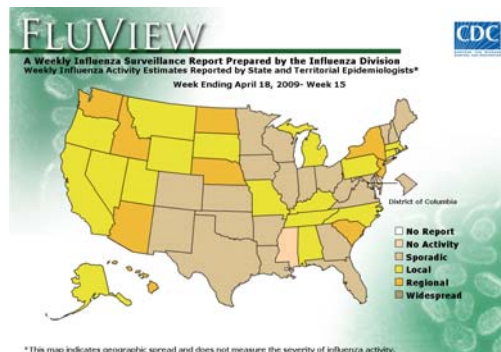 FLUVIEW
CDC
A Weekly Influenza Surveillance Report Prepared by the Influenza Division
Weekly Influenza Activity Estimates Reported by State and Territorial Epidemiologists*
Week Ending April 18, 2009- Week 15
District of Columbia
No Report
No Activity
Sporadic
Local
Regional
Widespread
*This map indicates geographic spread and does not measure the severity of influenza activity.